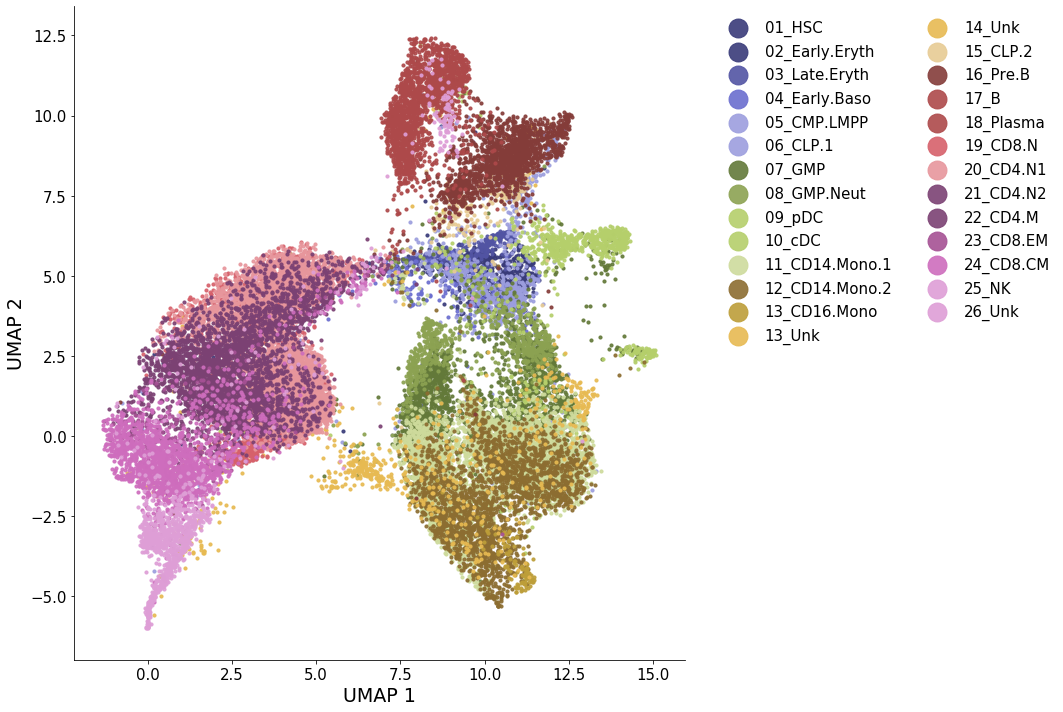 12.5
10.0
7.5
5.0
2.5
0.0
−2.5
−5.0
UMAP 2
0.0
2.5
5.0
7.5
10.0
12.5
15.0
UMAP 1
01_HSC
02_Early.Eryth
03_Late.Eryth
04_Early.Baso
05_CMP.LMPP
06_CLP.1
07_GMP
08_GMP.Neut
09_pDC
10_cDC
11_CD14.Mono.1
12_CD14.Mono.2
13_CD16.Mono
13_Unk
14_Unk
15_CLP.2
16_Pre.B
17_B
18_Plasma
19_CD8.N
20_CD4.N1
21_CD4.N2
22_CD4.M
23_CD8.EM
24_CD8.CM
25_NK
26_Unk